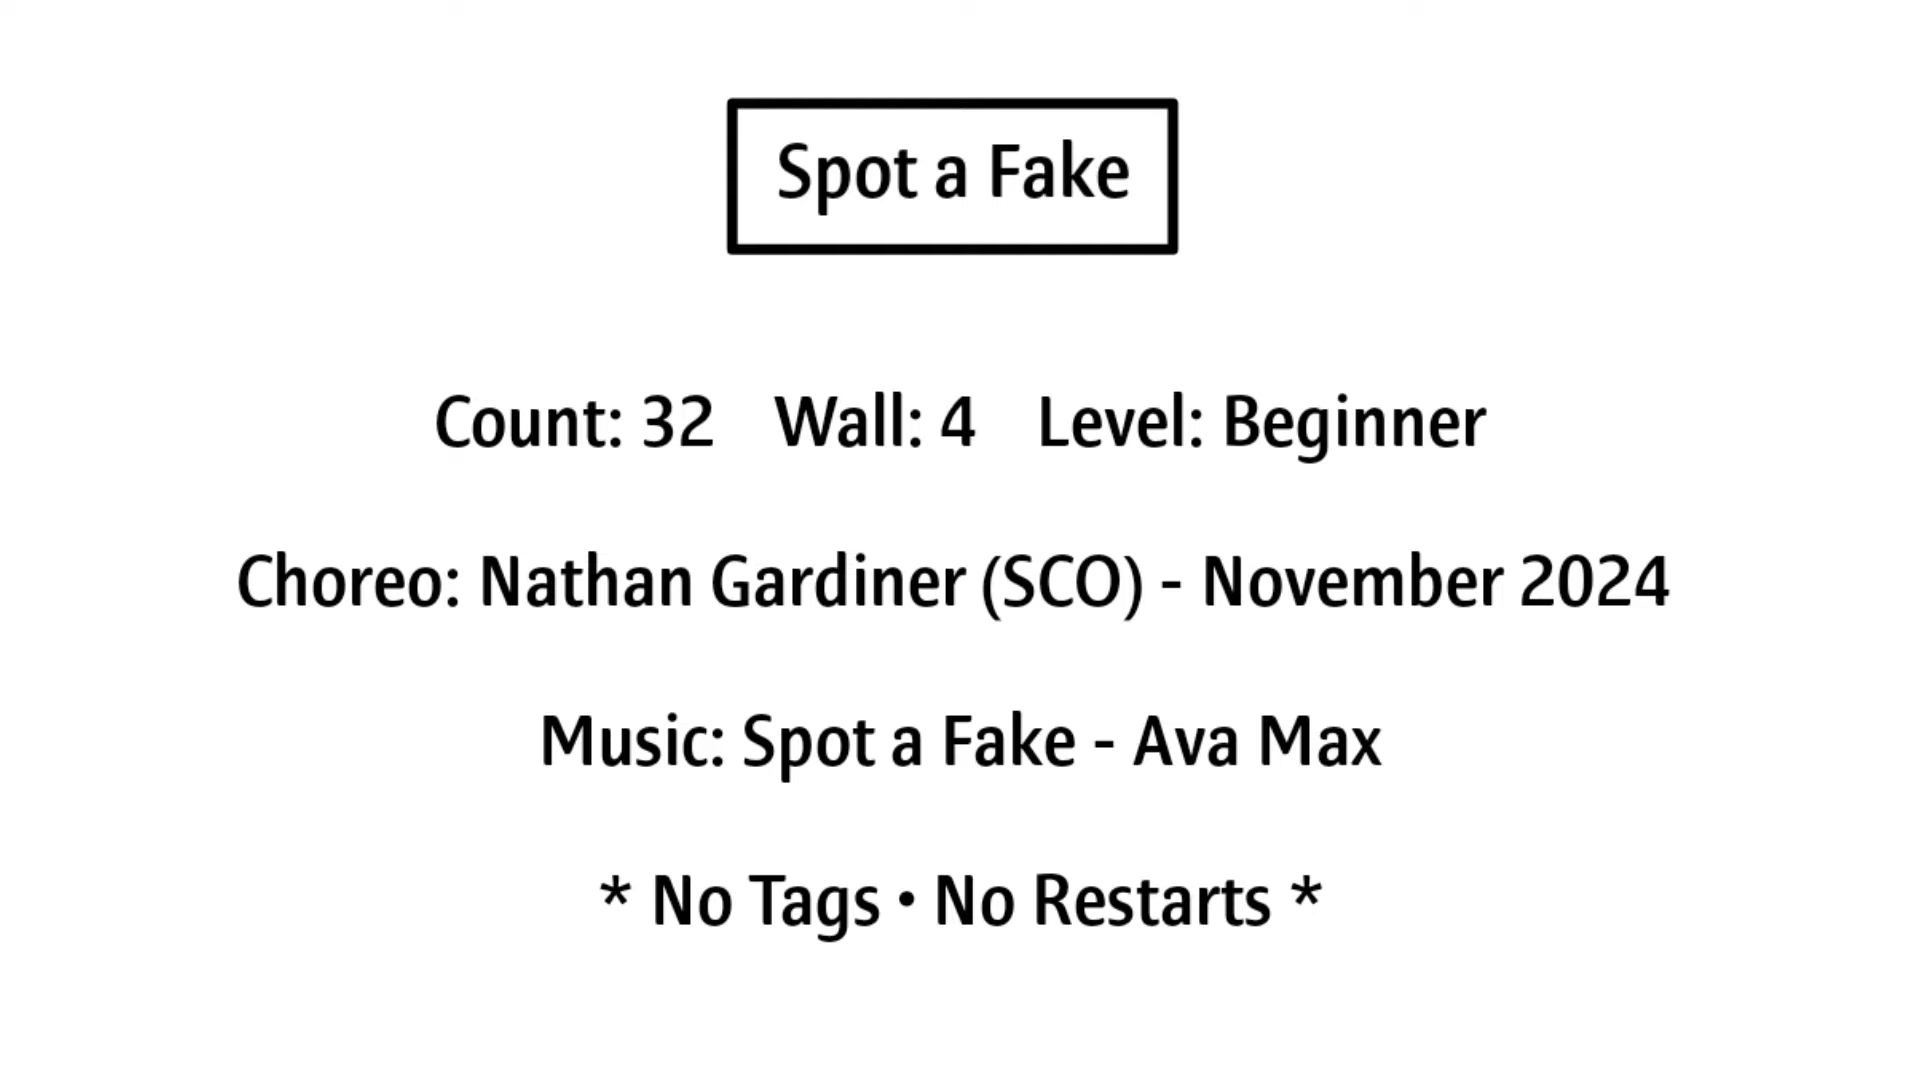 Spot a Fake
Count: 32 Wall: 4 Level: Beginner
Choreo: Nathan Gardiner (SCO) - November 2024
Music: Spot a Fake - Ava Max
* No Tags • No Restarts *